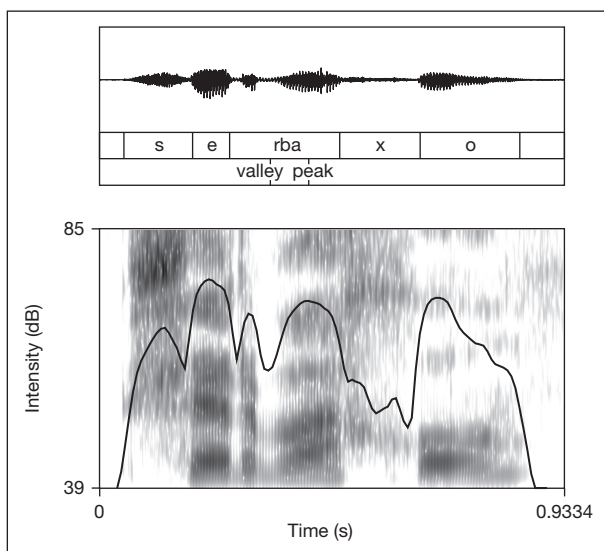 s e rba x o
valley peak
85
Intensity (dB)
39
0 0.9334
Time (s)